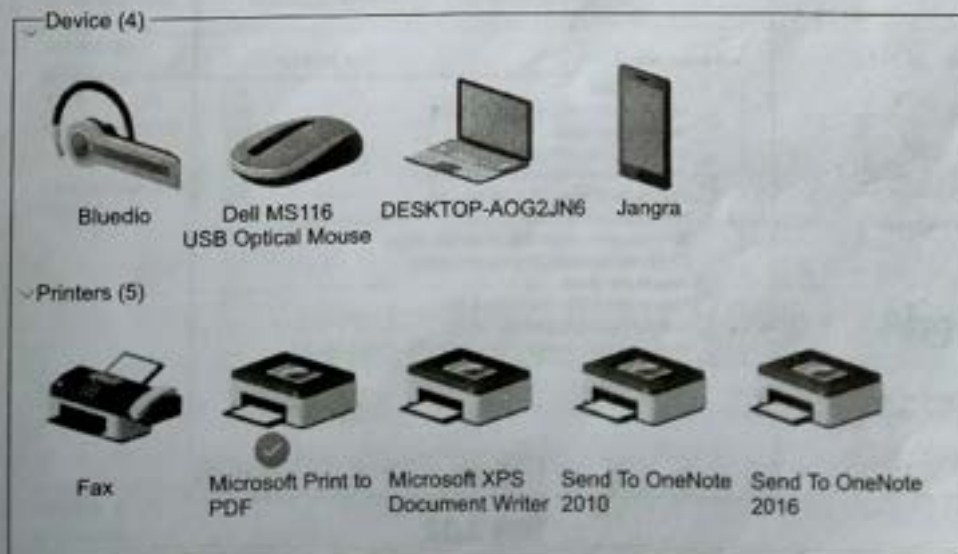 Device (4)
Bluedio
Dell MS116
USB Optical Mouse
DESKTOP-AOG2JN6
Jangra
Printers (5)
Fax
Microsoft Print to
PDF
Microsoft XPS
Document Writer
Send To OneNote
2010
Send To OneNote
2016